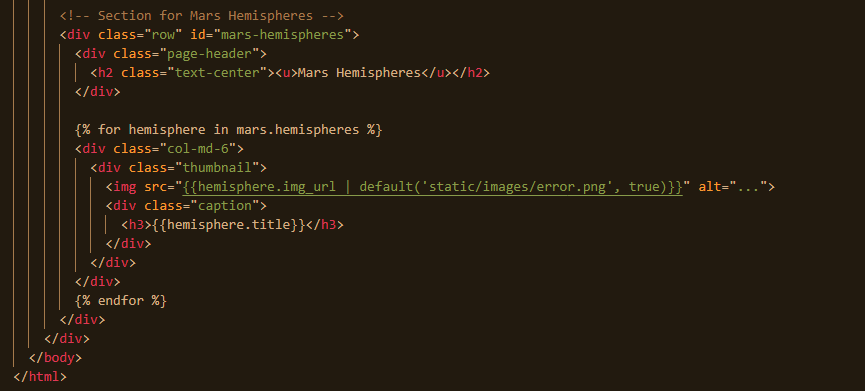 <!-- Section for Mars Hemispheres -->
<div class="row" id="mars-hemispheres">
<div class="page-header">
<h2 class="text-center"><u>Mars Hemispheres</u></h2>
</div>
{% for hemisphere in mars.hemispheres %}
<div class="col-md-6">
<div class="thumbnail">
<img src="{{hemisphere.img_url | default('static/images/error.png', true)}}" alt="...">
<div class="caption">
<h3>{{hemisphere.title}}</h3>
</div>
</div>
</div>
{% endfor %}
</div>
</div>
</body>
</html>